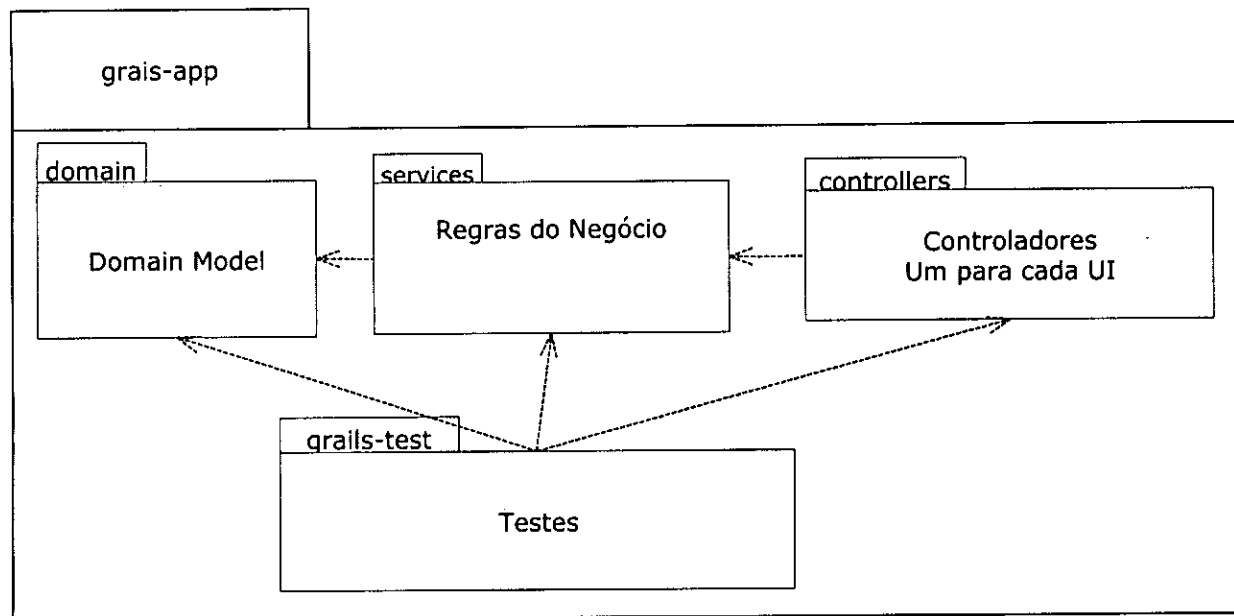 grais-app
domain
services
controllers
Domain Model
Regras do Negócio
Controladores
Um para cada UI
grails-test
Testes